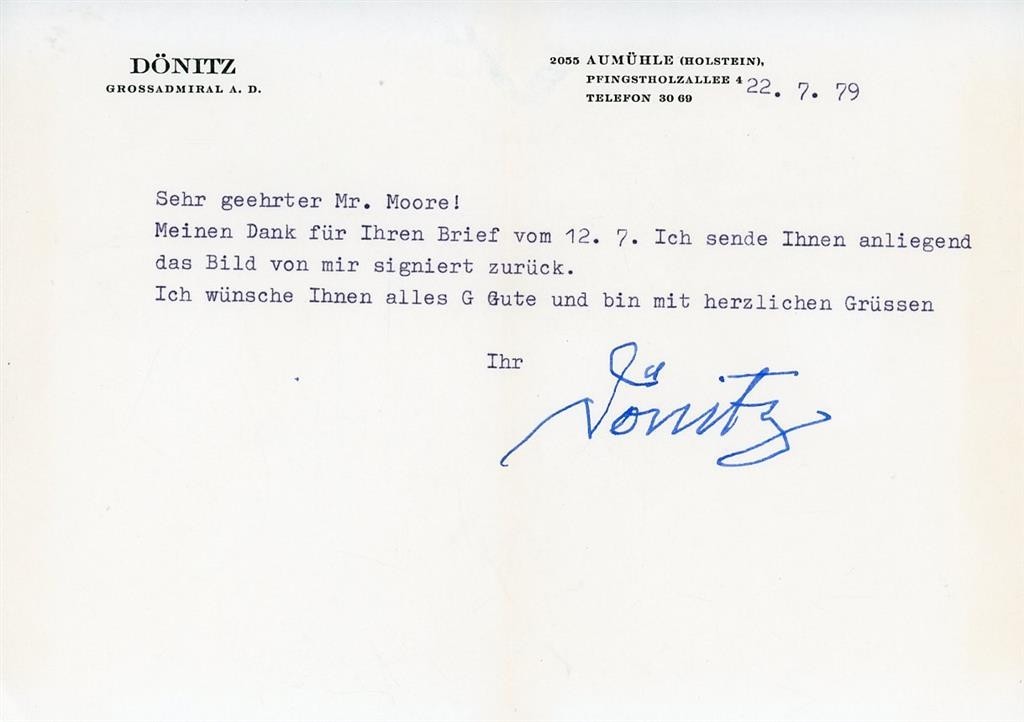 DÖNITZ
GROSSADMIRAL A. D.
2055 AUMÜHLE (HOLSTEIN),
PFINGSTHOLZALLEE 4
TELEFON 30 69
22. 7. 79
Sehr geehrter Mr. Moore!
Meinen Dank für Ihren Brief vom 12. 7. Ich sende Ihnen anliegend
das Bild von mir signiert zurück.
Ich wünsche Ihnen alles G Gute und bin mit herzlichen Grüssen
Ihr
Dönitz